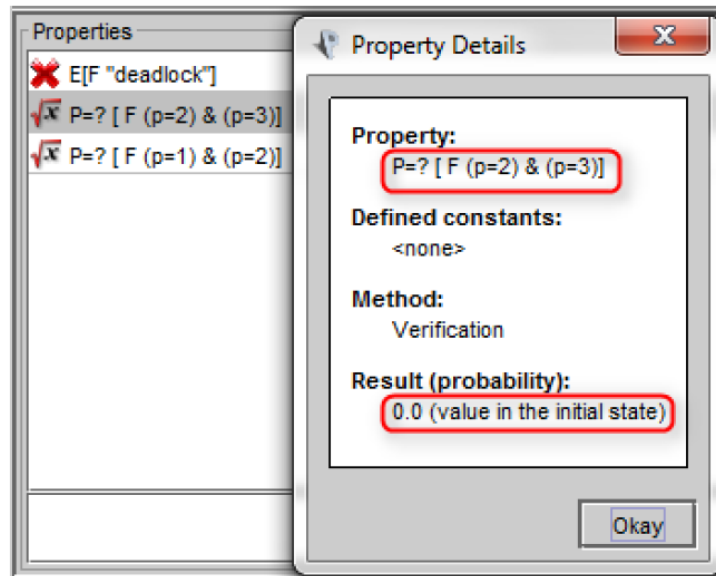 Properties
E[F "deadlock"]
P=? [ F (p=2) & (p=3)]
P=? [ F (p=1) & (p=2)]
Property Details
X
Property:
P=? [ F (p=2) & (p=3)]
Defined constants:
<none>
Method:
Verification
Result (probability):
0.0 (value in the initial state)
Okay